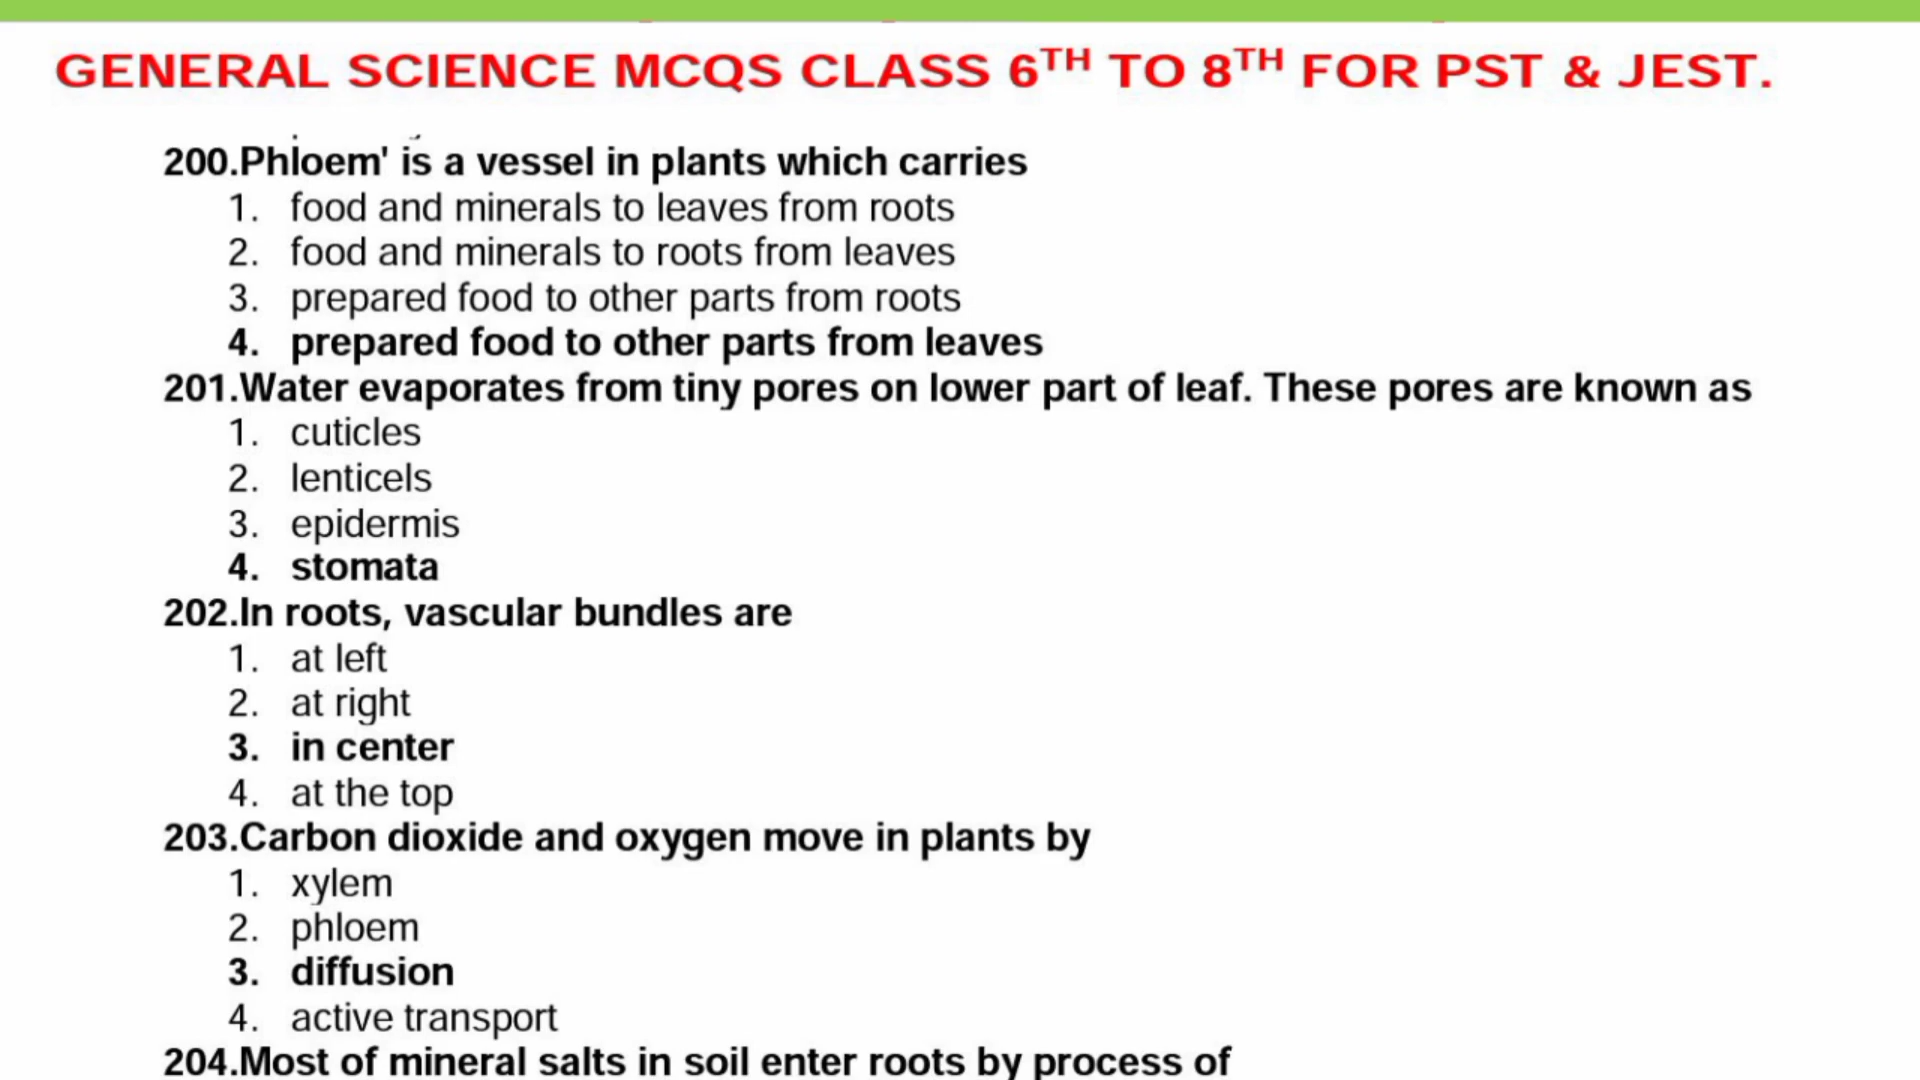 GENERAL SCIENCE MCQS CLASS 6TH TO 8TH FOR PST & JEST.
200.Phloem' is a vessel in plants which carries
1. food and minerals to leaves from roots
2. food and minerals to roots from leaves
3. prepared food to other parts from roots
4. prepared food to other parts from leaves
201.Water evaporates from tiny pores on lower part of leaf. These pores are known as
1. cuticles
2. lenticels
3. epidermis
4. stomata
202.In roots, vascular bundles are
1. at left
2. at right
3. in center
4. at the top
203.Carbon dioxide and oxygen move in plants by
1. xylem
2. phloem
3. diffusion
4. active transport
204.Most of mineral salts in soil enter roots by process of